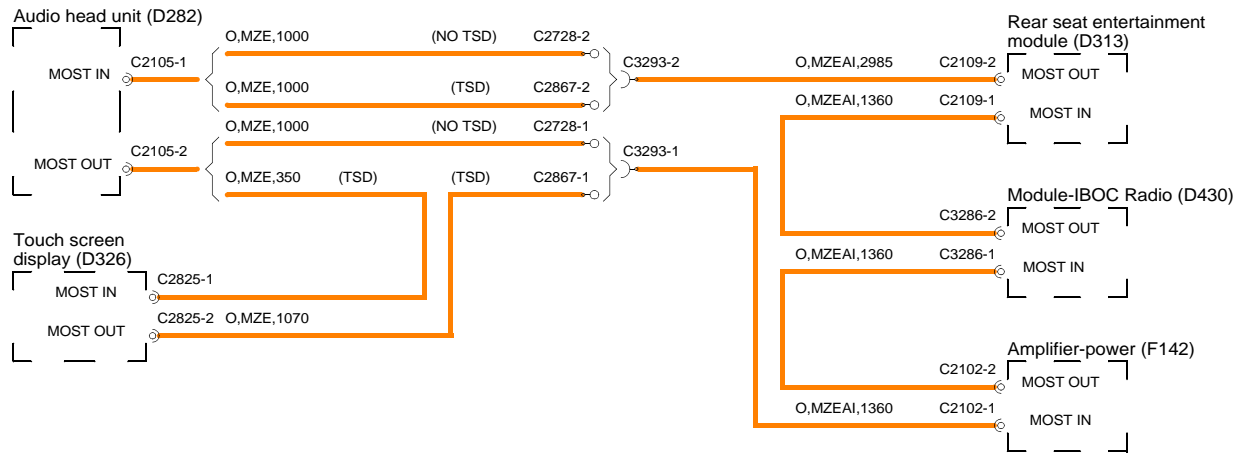 Audio head unit (D282)
MOST IN
C2105-1
O,MZE,1000 (NO TSD) C2728-2
O,MZE,1000 (TSD) C2867-2
C3293-2
MOST OUT
C2105-2
O,MZE,1000 (NO TSD) C2728-1
O,MZE,350 (TSD) (TSD) C2867-1
C3293-1
Touch screen
display (D326)
MOST IN
C2825-1
MOST OUT
C2825-2 O,MZE,1070
Rear seat entertainment
module (D313)
O,MZEAI,2985 C2109-2
MOST OUT
O,MZEAI,1360 C2109-1
MOST IN
Module-IBOC Radio (D430)
C3286-2
MOST OUT
O,MZEAI,1360 C3286-1
MOST IN
Amplifier-power (F142)
C2102-2
MOST OUT
O,MZEAI,1360 C2102-1
MOST IN